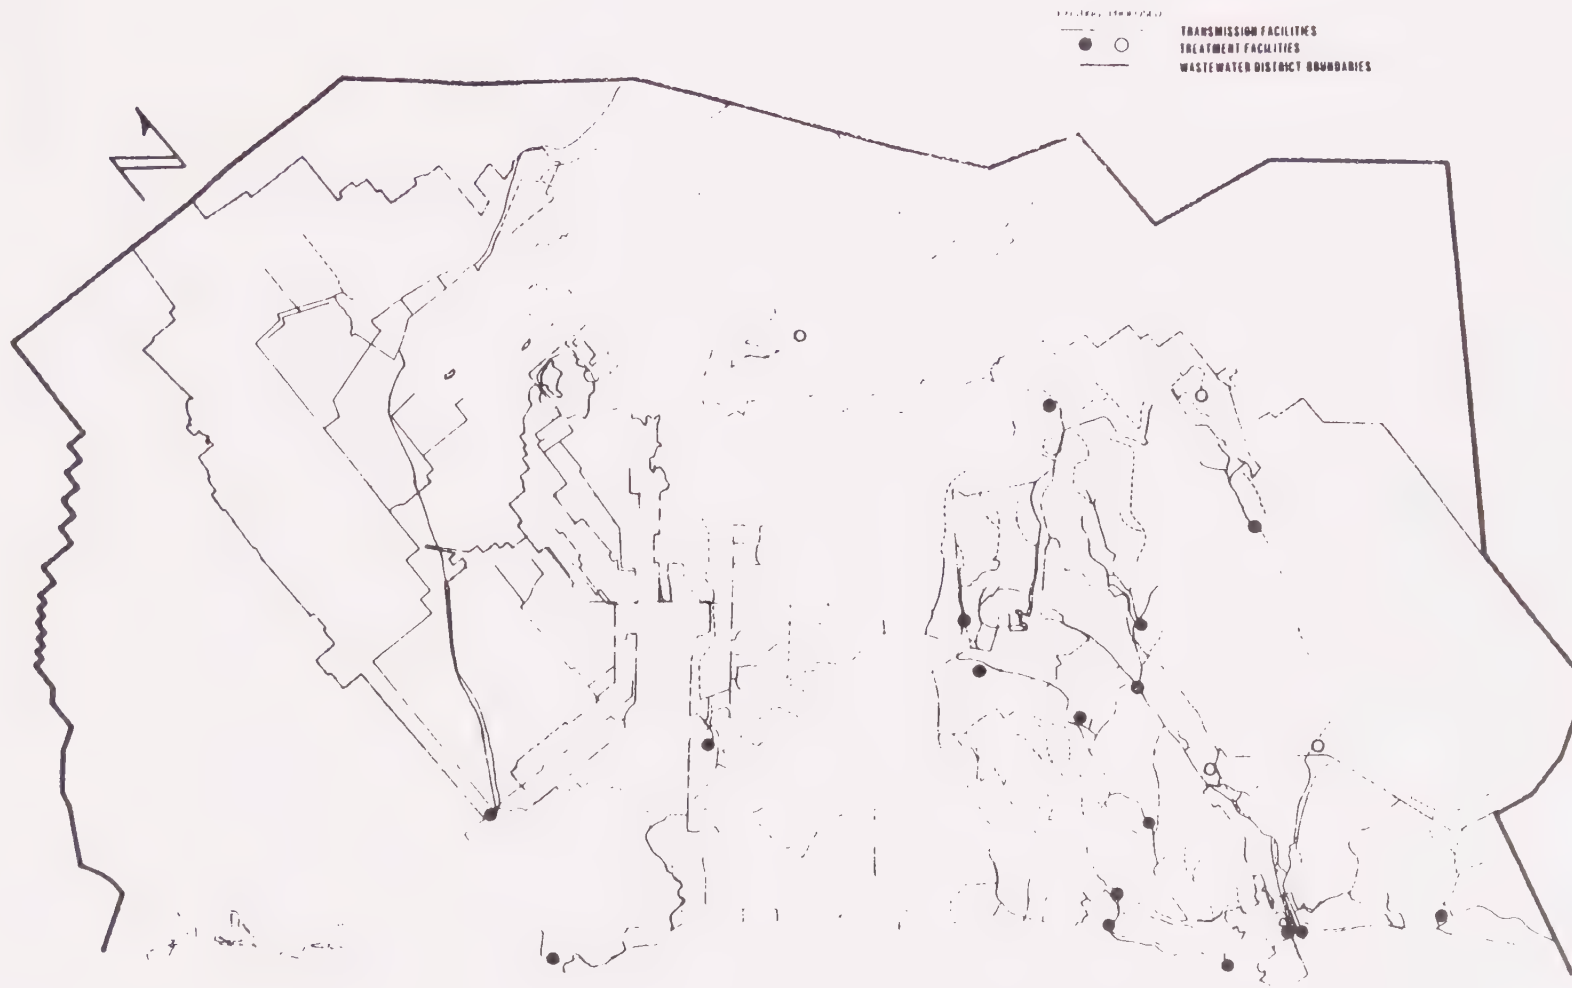 TRANSMISSION FACILITIES
TREATMENT FACILITIES
WASTEWATER DISTRICT BOUNDARIES